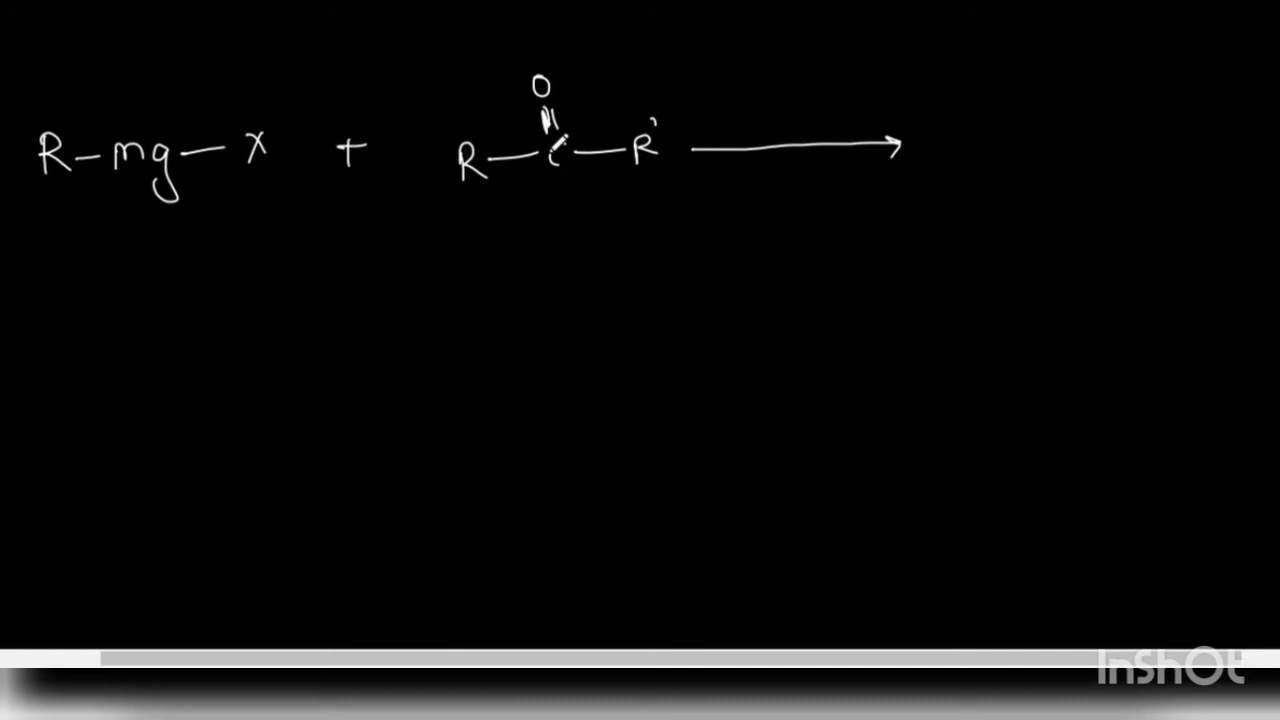 O
R-mg-X + R-C-R' →
InShOt